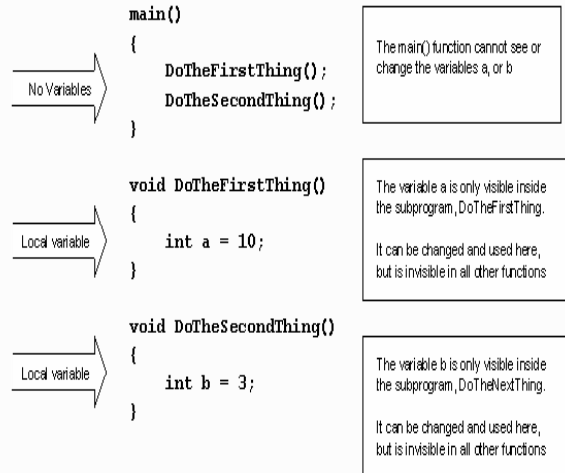 main()
{
DoTheFirstThing();
DoTheSecondThing();
}
No Variables
The main() function cannot see or
change the variables a, or b
void DoTheFirstThing()
{
int a = 10;
}
Local variable
The variable a is only visible inside
the subprogram, DoTheFirstThing.
It can be changed and used here,
but is invisible in all other functions
void DoTheSecondThing()
{
int b = 3;
}
Local variable
The variable b is only visible inside
the subprogram, DoTheNextThing.
It can be changed and used here,
but is invisible in all other functions